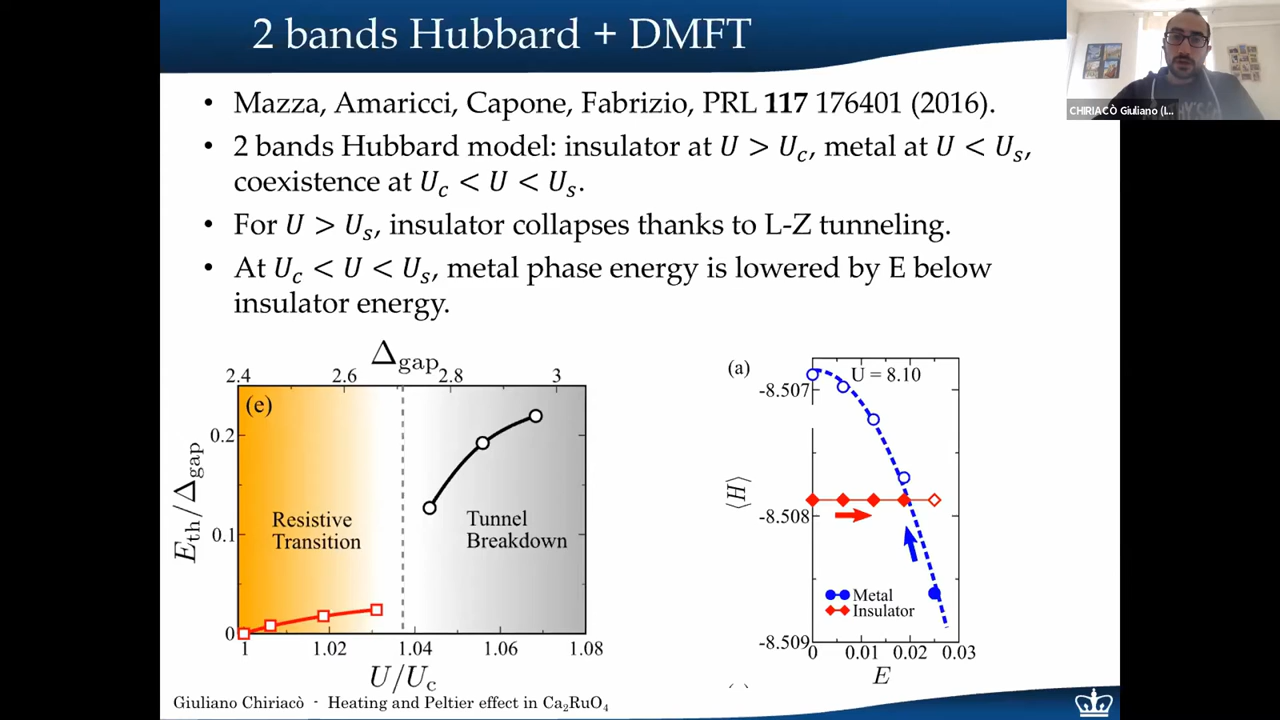 2 bands Hubbard + DMFT
CHIRIACÒ Giuliano (I...
• Mazza, Amaricci, Capone, Fabrizio, PRL 117 176401 (2016).
• 2 bands Hubbard model: insulator at U > U_c, metal at U < U_s,
coexistence at U_c < U < U_s.
• For U > U_s, insulator collapses thanks to L-Z tunneling.
• At U_c < U < U_s, metal phase energy is lowered by E below
insulator energy.
Δ_gap
2.4 2.6 2.8 3
(e)
0.2
0.1
0
E_th/Δ_gap
Resistive
Transition
Tunnel
Breakdown
1 1.02 1.04 1.06 1.08
U/U_c
(a)
U = 8.10
-8.507
-8.508
-8.509
⟨H⟩
Metal
Insulator
0 0.01 0.02 0.03
E
Giuliano Chiriacò - Heating and Peltier effect in Ca₂RuO₄